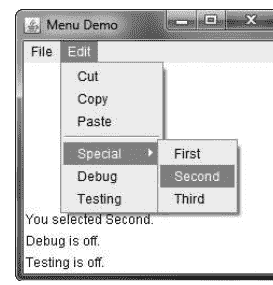 Menu Demo
File Edit
Cut
Copy
Paste
Special First
Debug Second
Testing Third
You selected Second.
Debug is off.
Testing is off.